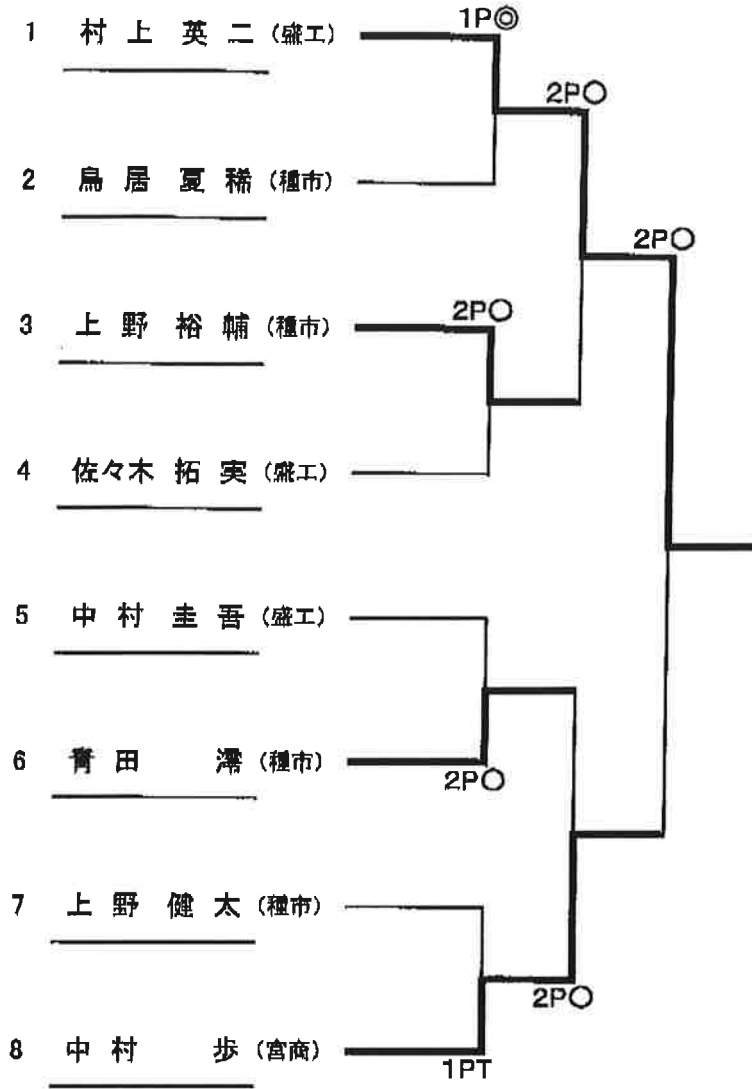 1P◎
1 村上英二 (盛工)
2P○
2 鳥居夏稀 (種市)
2P○
2P○
3 上野裕輔 (種市)
4 佐々木拓実 (盛工)
5 中村圭吾 (盛工)
6 青田 澪 (種市)
2P○
7 上野健太 (種市)
2P○
8 中村 歩 (宮商)
1PT